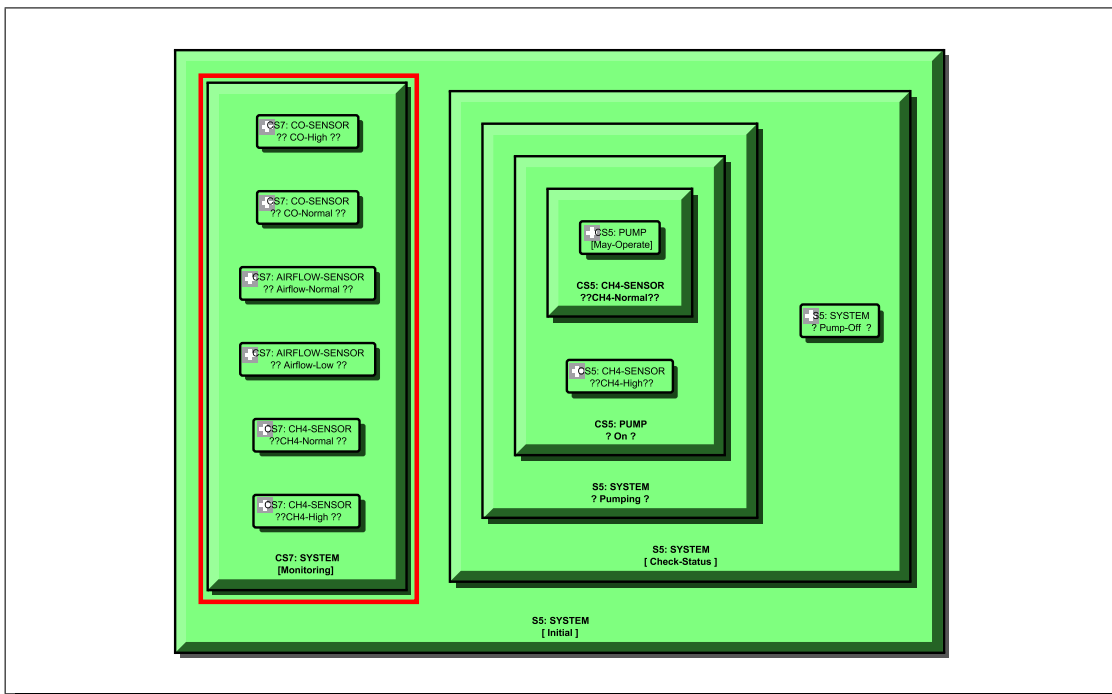 CS7: CO-SENSOR
?? CO-High ??
CS7: CO-SENSOR
?? CO-Normal ??
CS7: AIRFLOW-SENSOR
?? Airflow-Normal ??
CS7: AIRFLOW-SENSOR
?? Airflow-Low ??
CS7: CH4-SENSOR
??CH4-Normal ??
CS7: CH4-SENSOR
??CH4-High ??
CS7: SYSTEM
[Monitoring]
CS5: PUMP
[May-Operate]
CS5: CH4-SENSOR
??CH4-Normal??
CS5: CH4-SENSOR
??CH4-High??
CS5: PUMP
? On ?
S5: SYSTEM
? Pumping ?
S5: SYSTEM
? Pump-Off ?
S5: SYSTEM
[ Check-Status ]
S5: SYSTEM
[ Initial ]